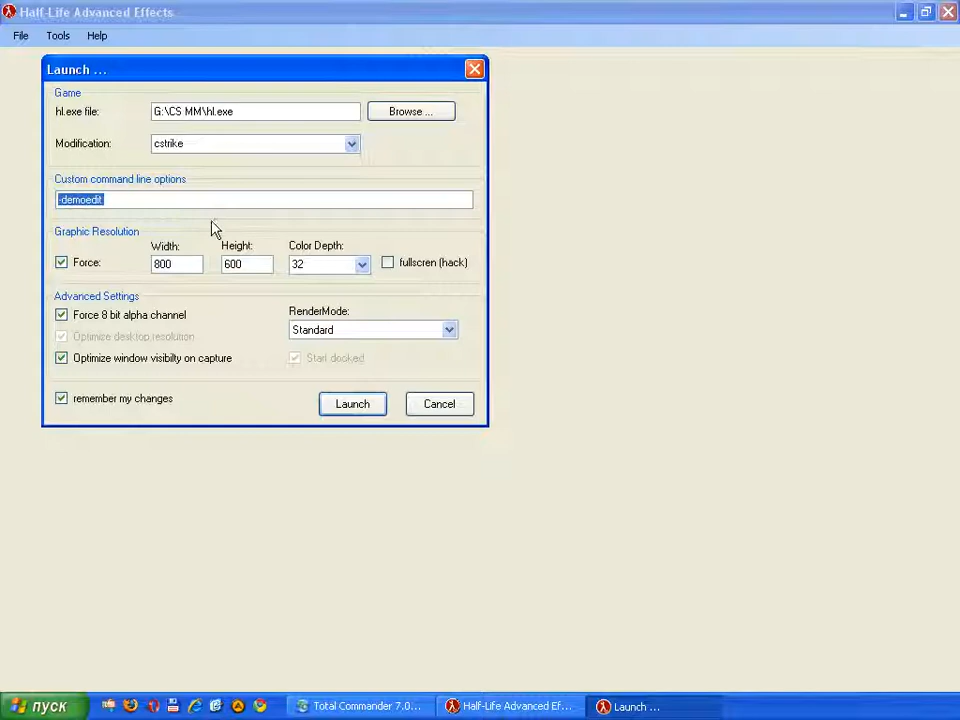 Half-Life Advanced Effects
File Tools Help
Launch ...
Game
hl.exe file: G:\CS MM\hl.exe Browse ...
Modification: cstrike
Custom command line options
-demoedit
Graphic Resolution
Width: Height: Color Depth:
Force: 800 600 32 fullscren (hack)
Advanced Settings
Force 8 bit alpha channel
RenderMode:
Optimize desktop resolution
Standard
Optimize window visibilty on capture
Start docked
remember my changes
Launch Cancel
пуск Total Commander 7.0... Half-Life Advanced Ef... Launch ...